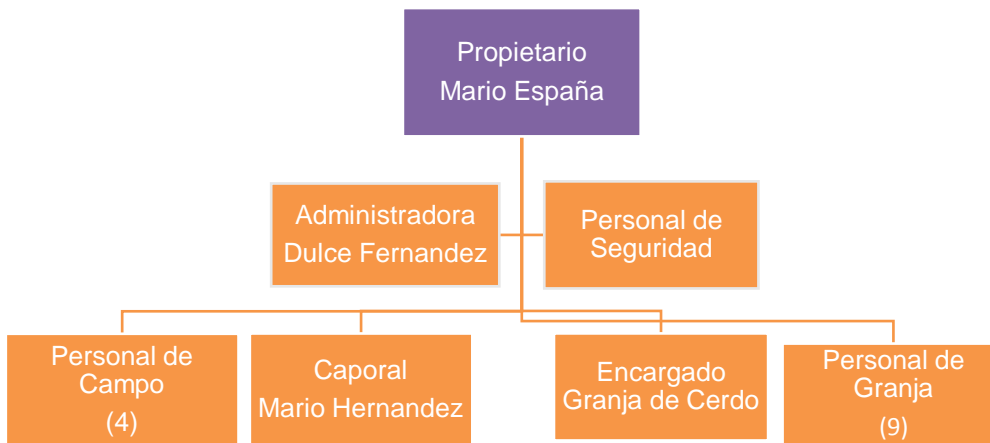 Propietario
Mario España
Administradora
Dulce Fernandez
Personal de
Seguridad
Personal de
Campo
(4)
Caporal
Mario Hernandez
Encargado
Granja de Cerdo
Personal de
Granja
(9)